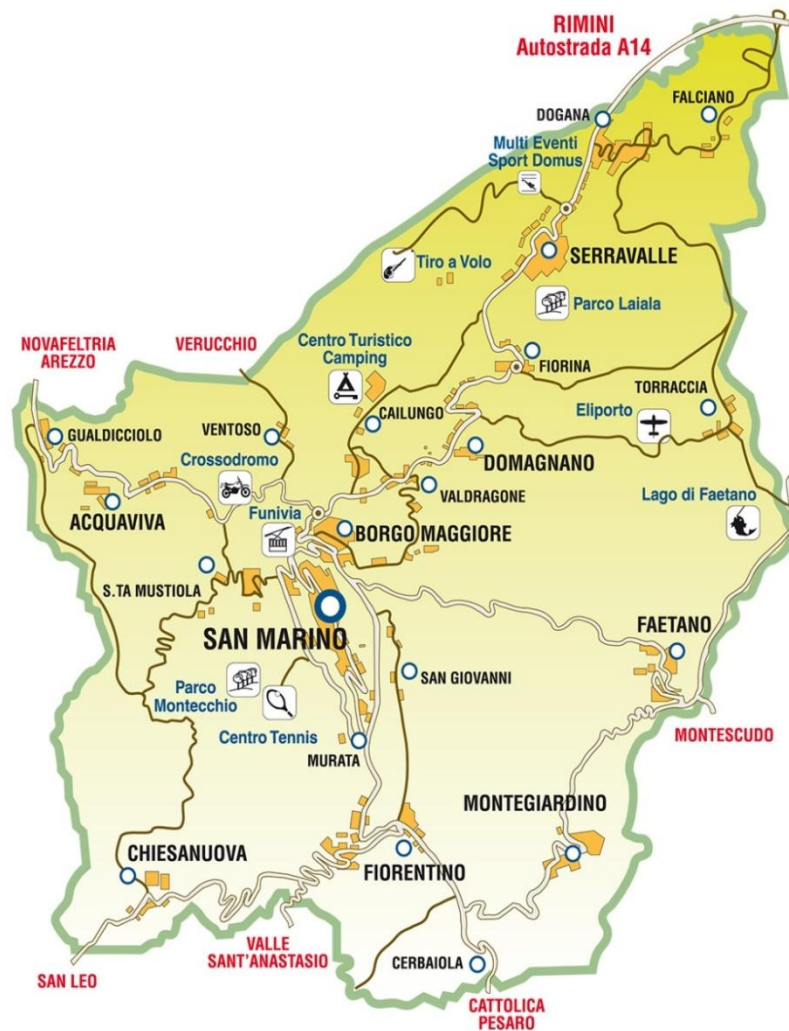 RIMINI
Autostrada A14
FALCIANO
DOGANA
Multi Eventi
Sport Domus
SERRAVALLE
Tiro a Volo
Parco Laiala
NOVAFELTRIA
AREZZO
VERUCCHIO
Centro Turistico
Camping
FIORINA
TORRACCIA
Eliporto
CAILUNGO
GUALDICCIOLO
VENTOSO
Crossodromo
DOMAGNANO
VALDRAGONE
Lago di Faetano
ACQUAVIVA
Funivia
BORGO MAGGIORE
S.TA MUSTIOLA
SAN MARINO
FAETANO
Parco
Montecchio
SAN GIOVANNI
Centro Tennis
MURATA
MONTESCUDO
MONTEGIARDINO
CHIESANUOVA
FIORENTINO
VALLE
SANT'ANASTASIO
CERBAIOLA
SAN LEO
CATTOLICA
PESARO